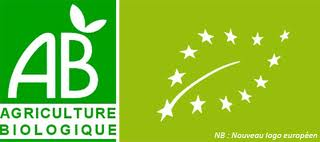 AB
AGRICULTURE
BIOLOGIQUE
NB : Nouveau logo européen